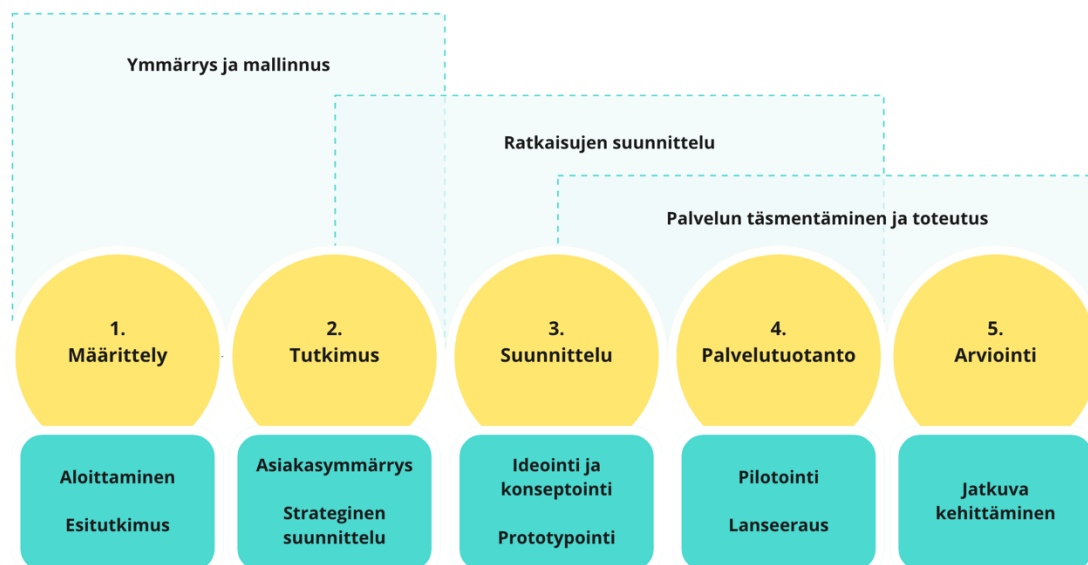 Ymmärrys ja mallinnus
Ratkaisujen suunnittelu
Palvelun täsmentäminen ja toteutus
1.
Määrittely
2.
Tutkimus
3.
Suunnittelu
4.
Palvelutuotanto
5.
Arviointi
Aloittaminen
Esitutkimus
Asiakasymmärrys
Strateginen
suunnittelu
Ideointi ja
konseptointi
Prototypointi
Pilotointi
Lanseeraus
Jatkuva
kehittäminen